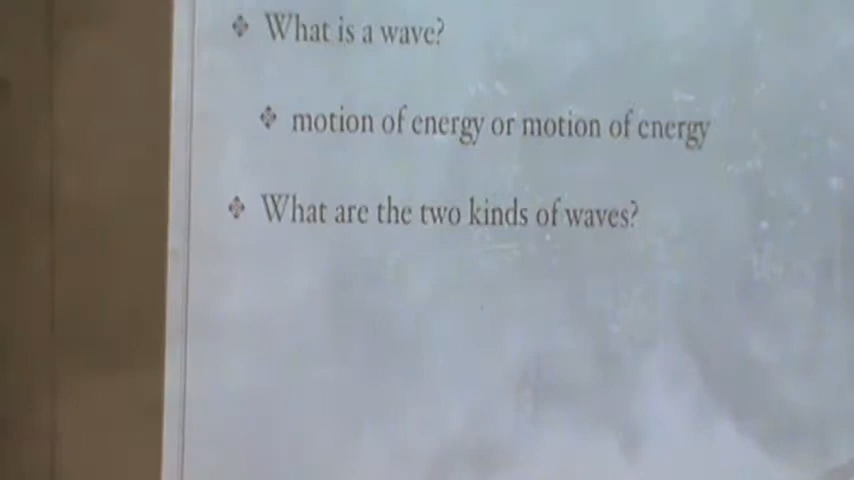 What is a wave?
motion of energy or motion of energy
What are the two kinds of waves?